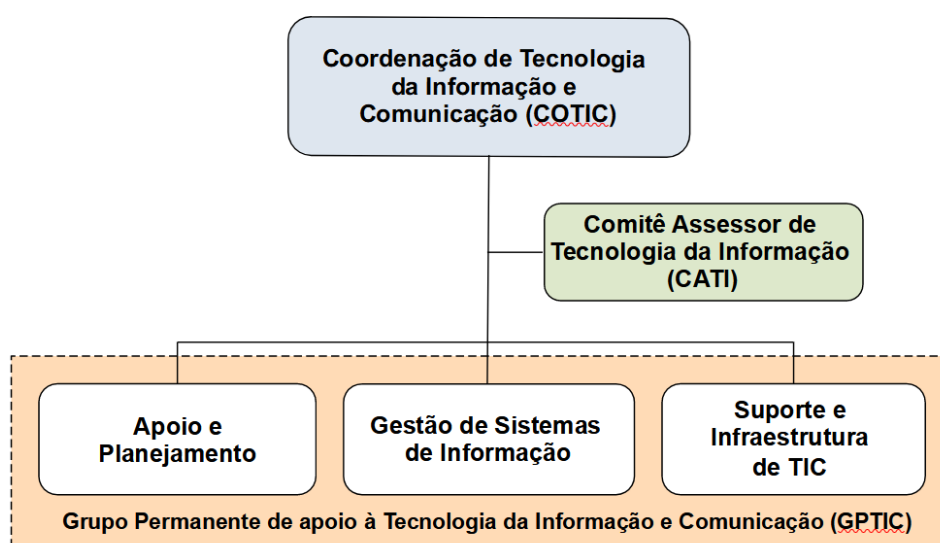 Coordenação de Tecnologia
da Informação e
Comunicação (COTIC)
Comitê Assessor de
Tecnologia da Informação
(CATI)
Apoio e
Planejamento
Gestão de Sistemas
de Informação
Suporte e
Infraestrutura
de TIC
Grupo Permanente de apoio à Tecnologia da Informação e Comunicação (GPTIC)